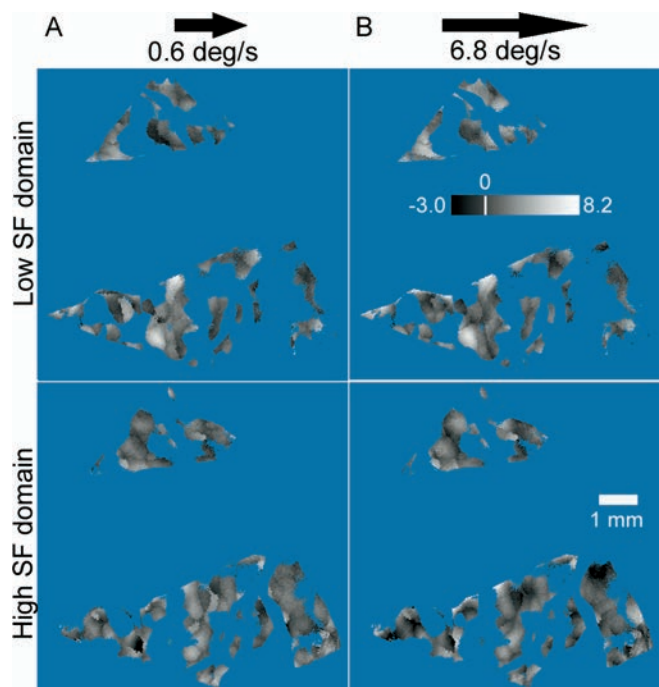 A
B
0.6 deg/s
6.8 deg/s
Low SF domain
0
-3.0
8.2
High SF domain
1 mm